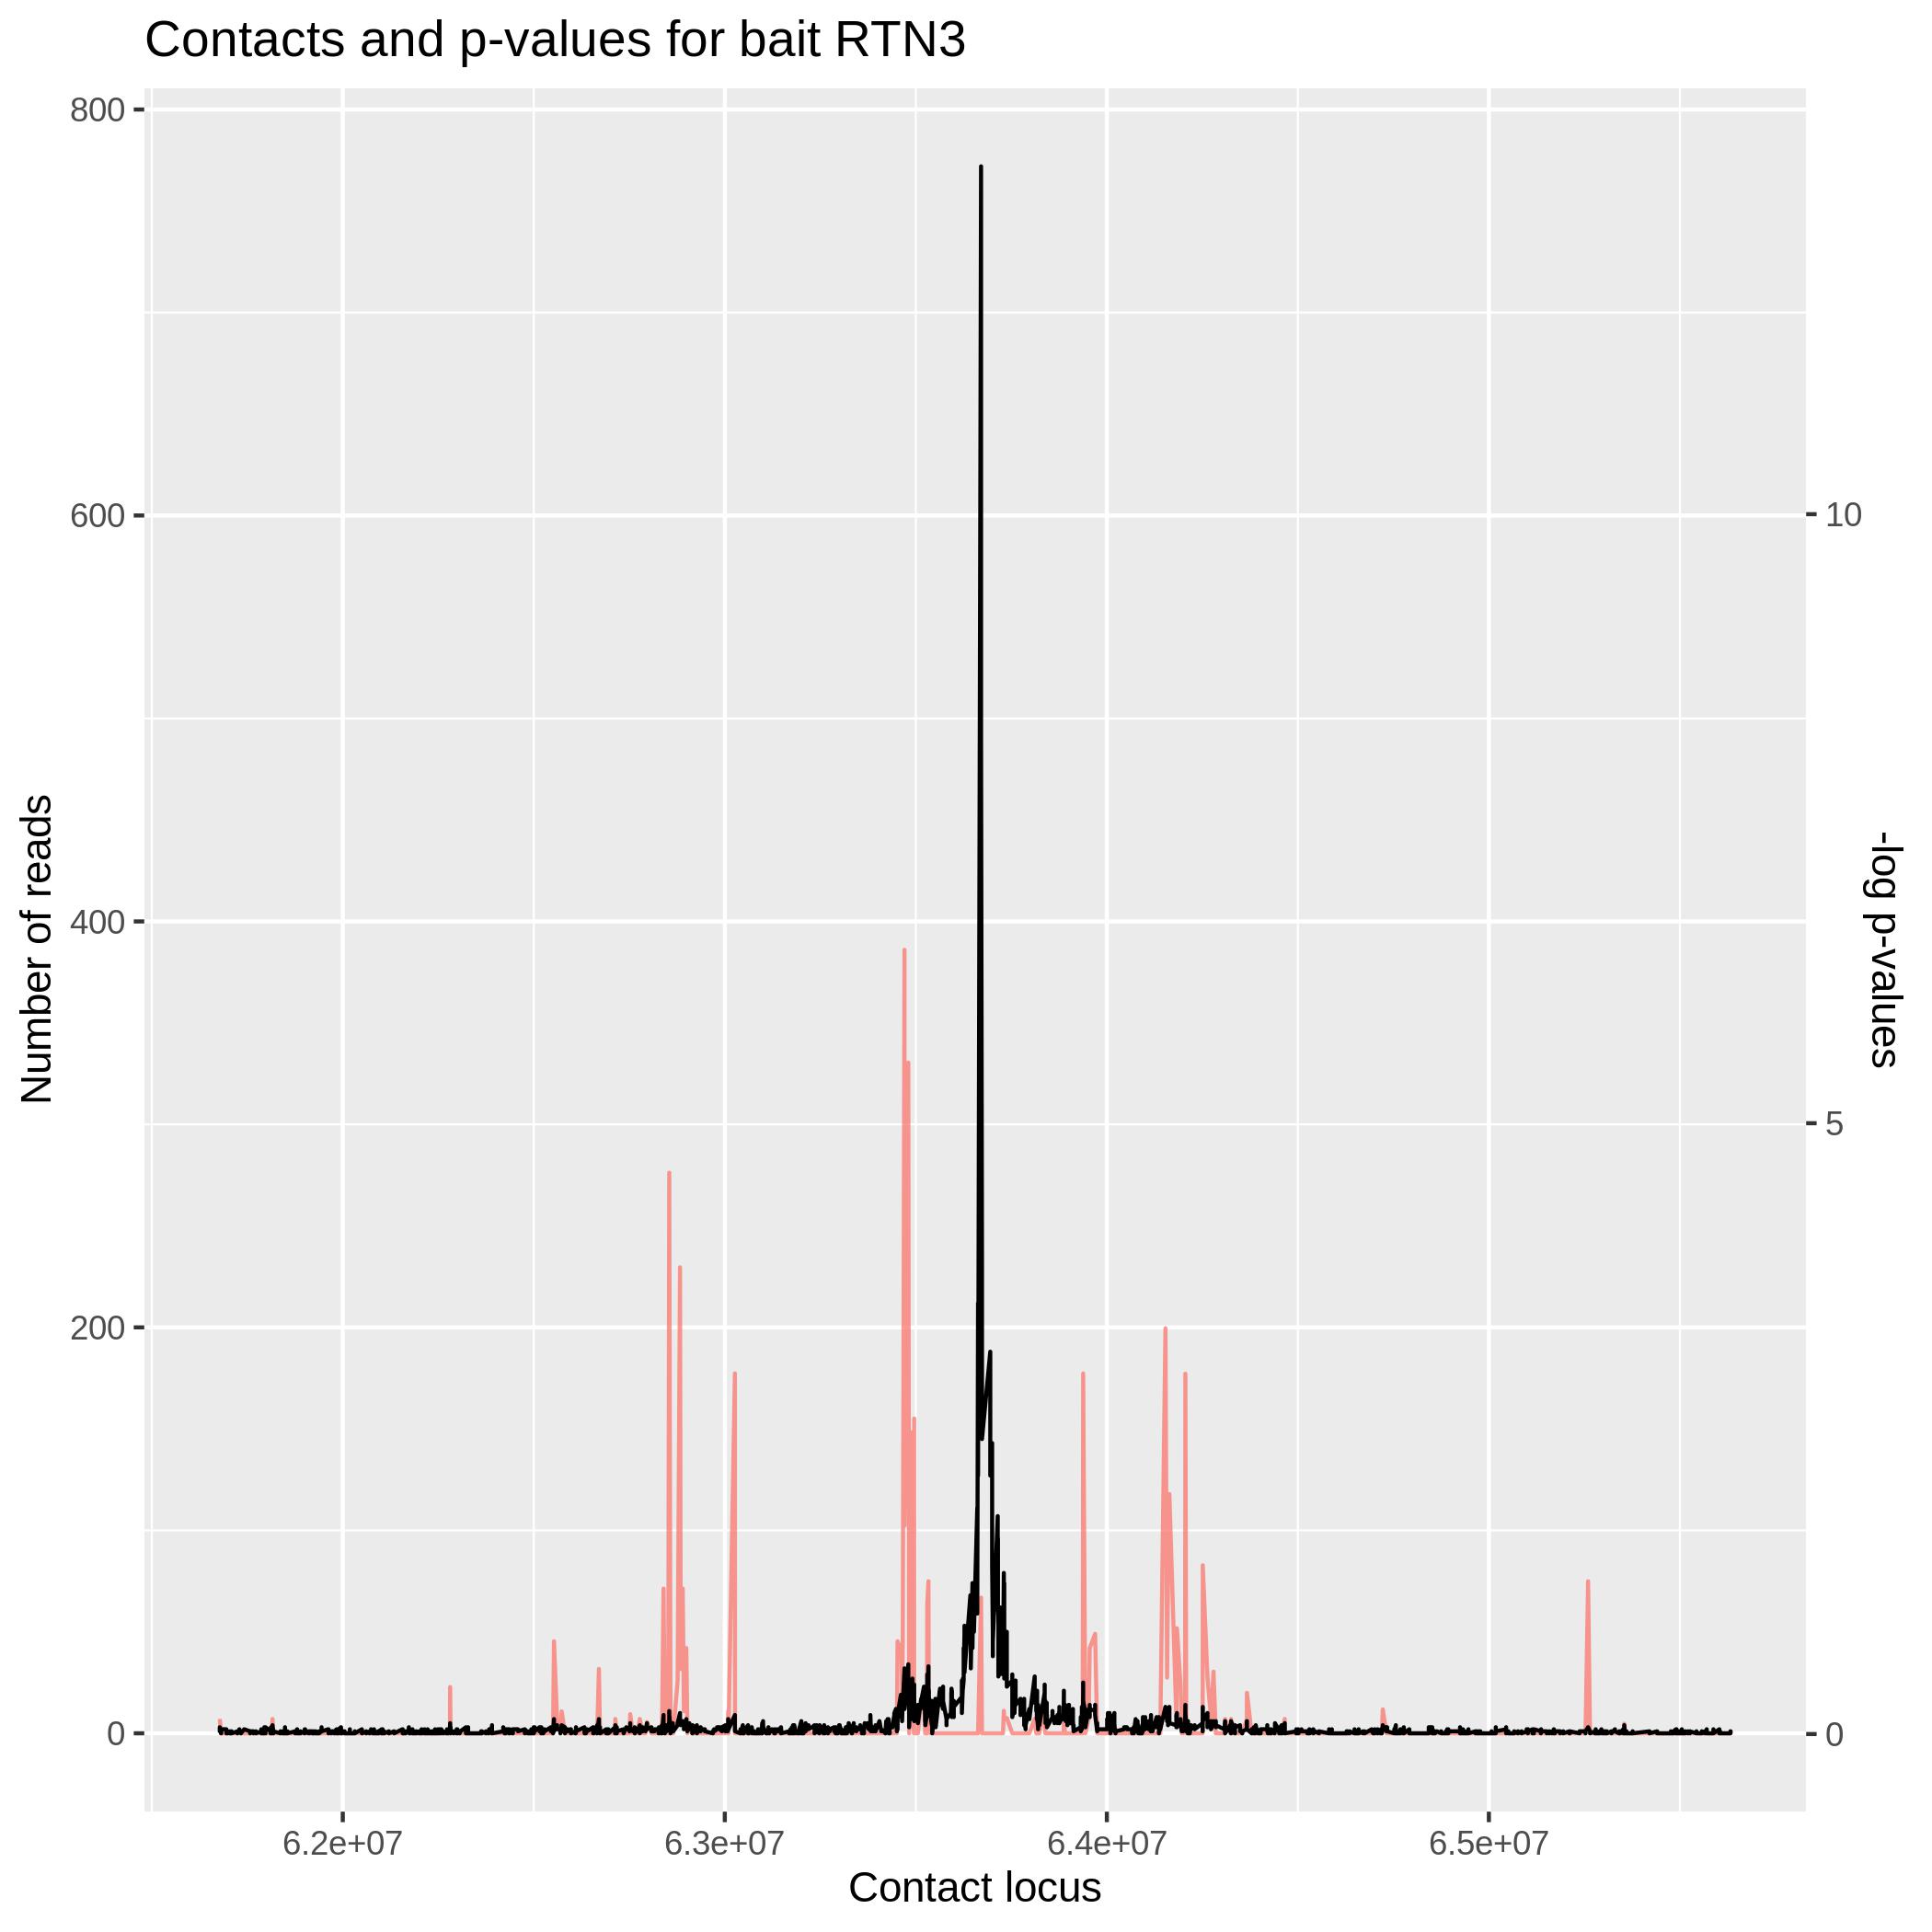 Contacts and p-values for bait RTN3
800
600
400
200
0
Number of reads
10
5
0
-log p-values
6.2e+07 6.3e+07 6.4e+07 6.5e+07
Contact locus